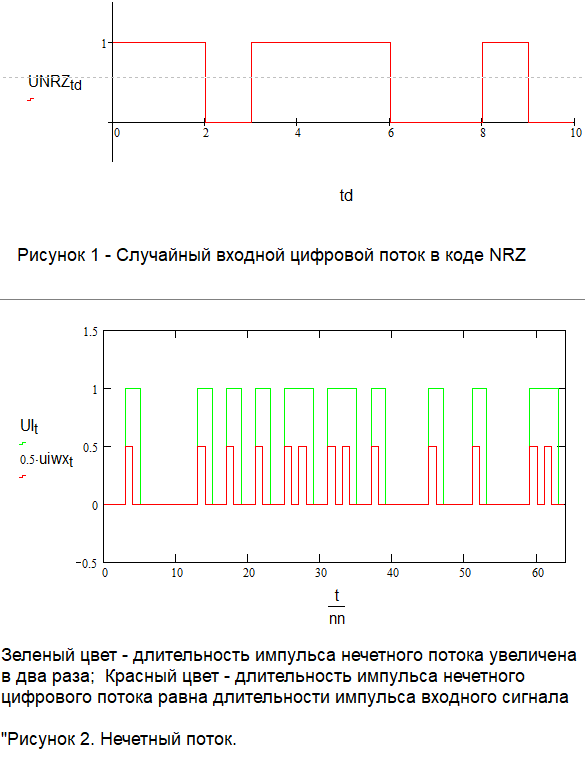 1
UNRZtd
0 2 4 6 8 10
td
Рисунок 1 - Случайный входной цифровой поток в коде NRZ
1.5
1
UIt
0.5
0.5·uiwxt
0
−0.5
0 10 20 30 40 50 60
t
nn
Зеленый цвет - длительность импульса нечетного потока увеличена
в два раза; Красный цвет - длительность импульса нечетного
цифрового потока равна длительности импульса входного сигнала
"Рисунок 2. Нечетный поток.